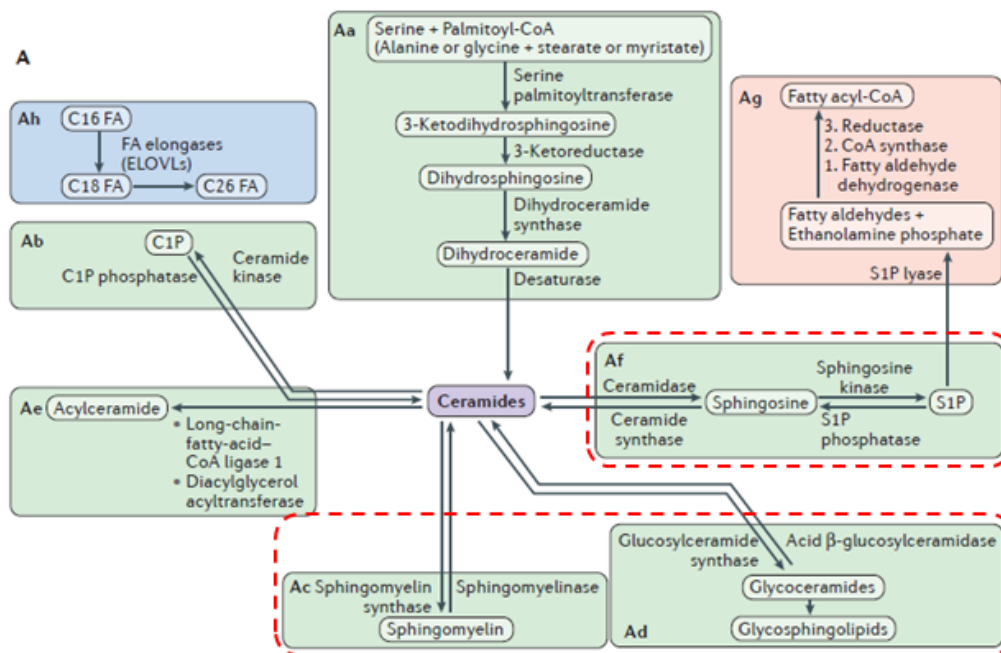 A
Aa
Serine + Palmitoyl-CoA
(Alanine or glycine + stearate or myristate)
Serine
palmitoyltransferase
3-Ketodihydrosphingosine
3-Ketoreductase
Dihydrosphingosine
Dihydroceramide
synthase
Dihydroceramide
Desaturase
Ah
C16 FA
FA elongases
(ELOVLs)
C18 FA
C26 FA
Ag
Fatty acyl-CoA
3. Reductase
2. CoA synthase
1. Fatty aldehyde
dehydrogenase
Fatty aldehydes +
Ethanolamine phosphate
S1P lyase
Ab
C1P
C1P phosphatase
Ceramide
kinase
Ae
Acylceramide
• Long-chain-
fatty-acid–
CoA ligase 1
• Diacylglycerol
acyltransferase
Ceramides
Af
Ceramidase
Ceramide
synthase
Sphingosine
Sphingosine
kinase
S1P
phosphatase
S1P
Ac
Sphingomyelin
synthase
Sphingomyelinase
Sphingomyelin
Glucosylceramide
synthase
Acid β-glucosylceramidase
Glycoceramides
Glycosphingolipids
Ad